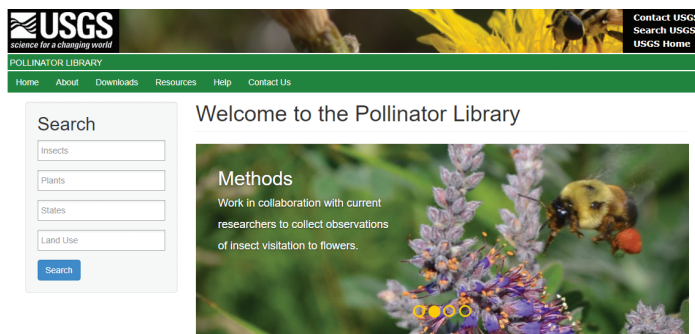 USGS
science for a changing world
Contact USGS
Search USGS
USGS Home
POLLINATOR LIBRARY
Home About Downloads Resources Help Contact Us
Search
Insects
Plants
States
Land Use
Search
Welcome to the Pollinator Library
Methods
Work in collaboration with current
researchers to collect observations
of insect visitation to flowers.